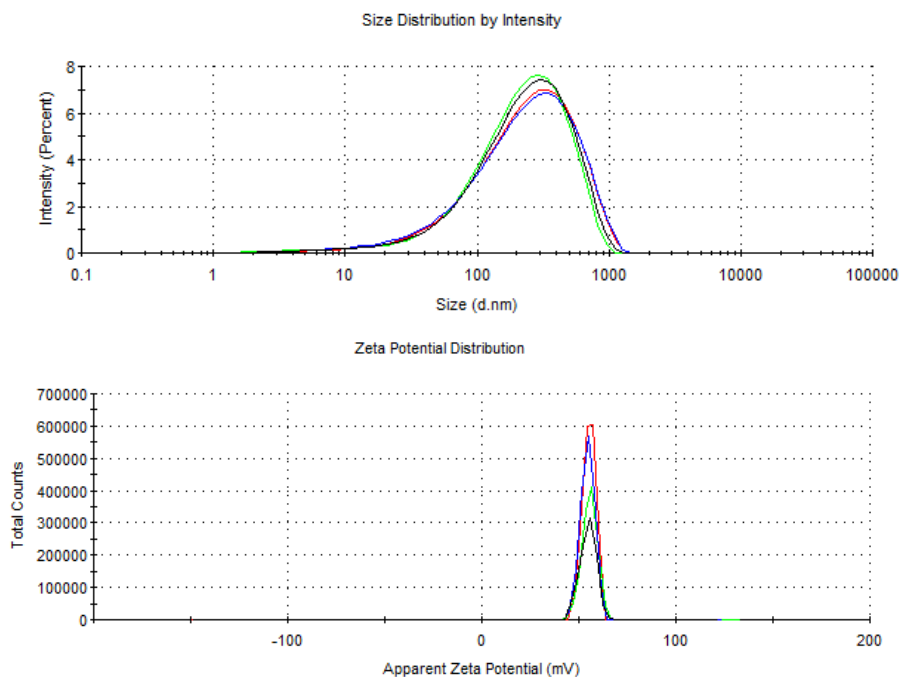 Size Distribution by Intensity
8
6
4
2
0
Intensity (Percent)
0.1 1 10 100 1000 10000 100000
Size (d.nm)
Zeta Potential Distribution
700000
600000
500000
400000
300000
200000
100000
0
Total Counts
-100 0 100 200
Apparent Zeta Potential (mV)